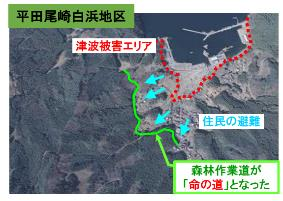 平田尾崎白浜地区
津波被害エリア
住民の避難
森林作業道が
「命の道」となった